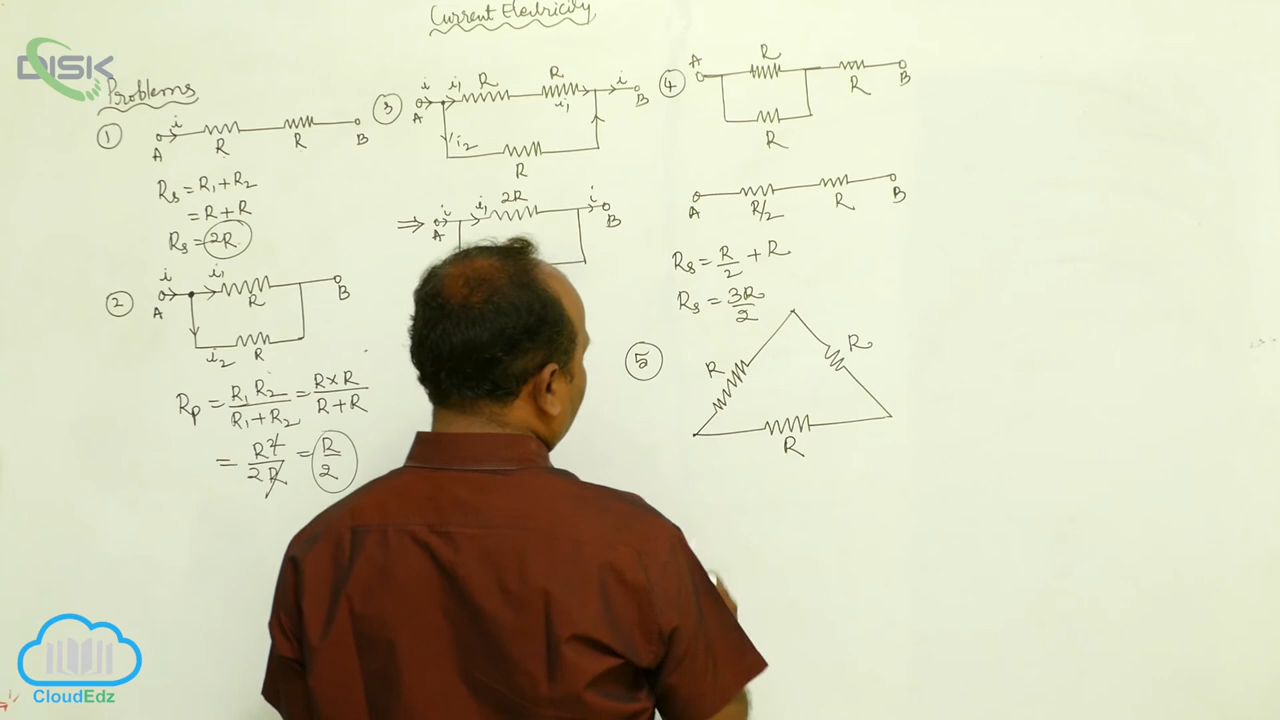 Current Electricity
DISK
Problems
①
i
A
R
R
B
Rs = R₁ + R₂
= R + R
Rs = 2R
②
i
i₁
A
R
B
i₂
R
Rp = R₁ R₂ / R₁ + R₂ = R × R / R + R
= R² / 2R = R / 2
③
i
i₁
R
R
i₁
i
A
B
i₂
R
⇒
i
i₁
2R
i
A
B
④
A
R
R
B
R
A
R/2
R
B
Rs = R/2 + R
Rs = 3R/2
⑤
R
R
R
CloudEdz